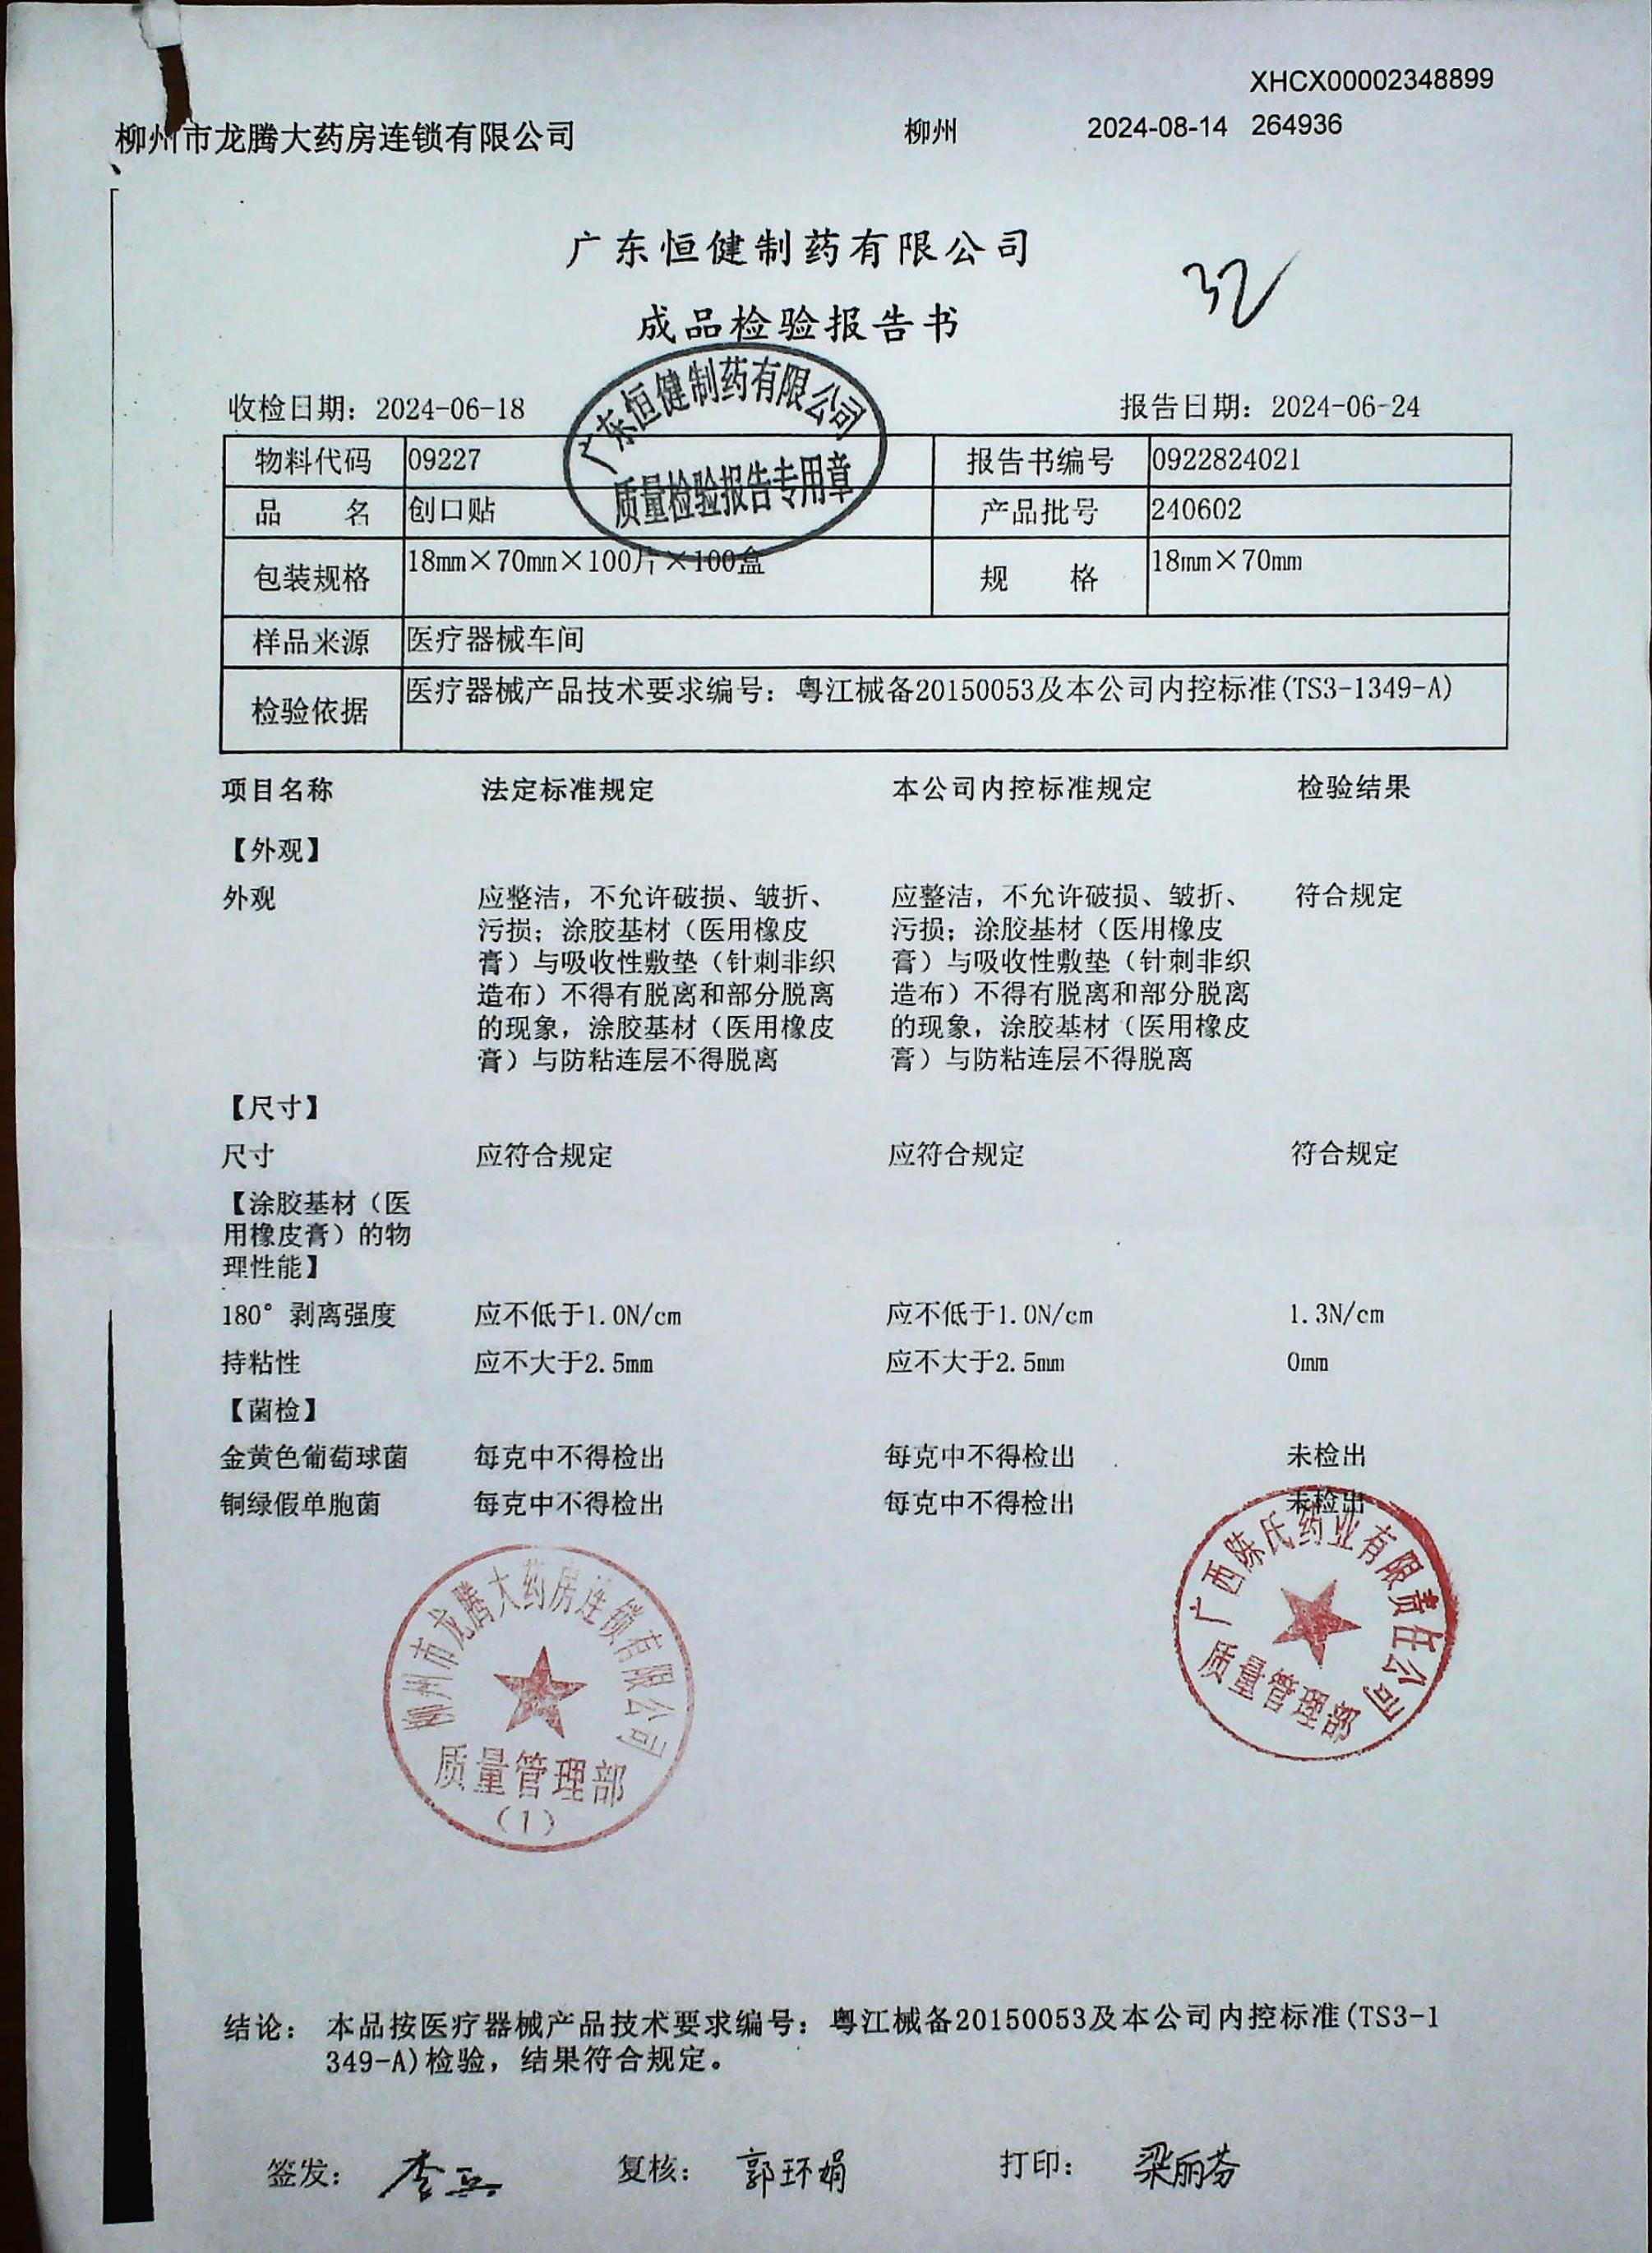 XHCX00002348899
柳州市龙腾大药房连锁有限公司 柳州 2024-08-14 264936
广东恒健制药有限公司
32
成品检验报告书
广东恒健制药有限公司
质量检验报告专用章
收检日期：2024-06-18 报告日期：2024-06-24
物料代码 09227 报告书编号 0922824021
品 名 创口贴 产品批号 240602
包装规格 18mm×70mm×100片×100盒 规 格 18mm×70mm
样品来源 医疗器械车间
检验依据 医疗器械产品技术要求编号：粤江械备20150053及本公司内控标准(TS3-1349-A)
项目名称 法定标准规定 本公司内控标准规定 检验结果
【外观】
外观 应整洁，不允许破损、皱折、 应整洁，不允许破损、皱折、 符合规定
污损；涂胶基材（医用橡皮 污损；涂胶基材（医用橡皮
膏）与吸收性敷垫（针刺非织 膏）与吸收性敷垫（针刺非织
造布）不得有脱离和部分脱离 造布）不得有脱离和部分脱离
的现象，涂胶基材（医用橡皮 的现象，涂胶基材（医用橡皮
膏）与防粘连层不得脱离 膏）与防粘连层不得脱离
【尺寸】
尺寸 应符合规定 应符合规定 符合规定
【涂胶基材（医
用橡皮膏）的物
理性能】
180°剥离强度 应不低于1.0N/cm 应不低于1.0N/cm 1.3N/cm
持粘性 应不大于2.5mm 应不大于2.5mm 0mm
【菌检】
金黄色葡萄球菌 每克中不得检出 每克中不得检出 未检出
铜绿假单胞菌 每克中不得检出 每克中不得检出 未检出
柳州市龙腾大药房连锁有限公司
质量管理部
（1）
广西陈氏药业有限责任公司
质量管理部
结论： 本品按医疗器械产品技术要求编号：粤江械备20150053及本公司内控标准(TS3-1
349-A)检验，结果符合规定。
签发： 复核： 郭环娟 打印： 梁丽芬